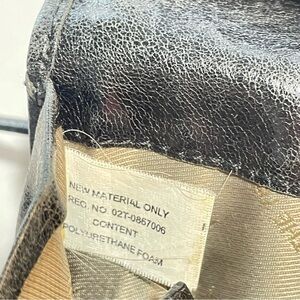 NEW MATERIAL ONLY
REG. NO. 02T-0867006
CONTENT
POLYURETHANE FOAM